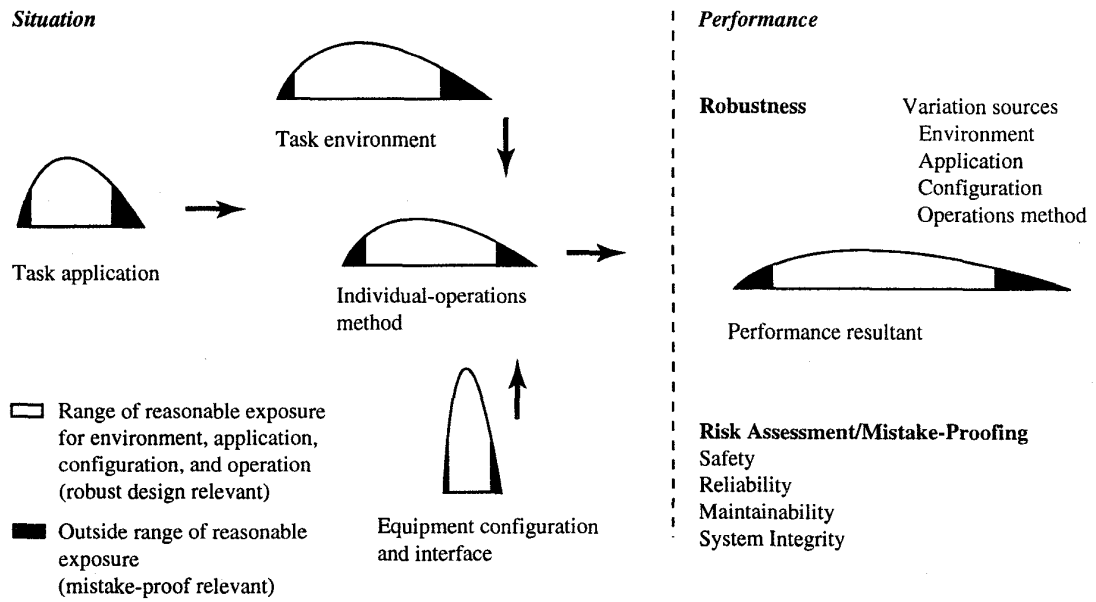 Situation
Task environment
Task application
Individual-operations
method
Range of reasonable exposure
for environment, application,
configuration, and operation
(robust design relevant)
Outside range of reasonable
exposure
(mistake-proof relevant)
Equipment configuration
and interface
Performance
Robustness
Variation sources
Environment
Application
Configuration
Operations method
Performance resultant
Risk Assessment/Mistake-Proofing
Safety
Reliability
Maintainability
System Integrity